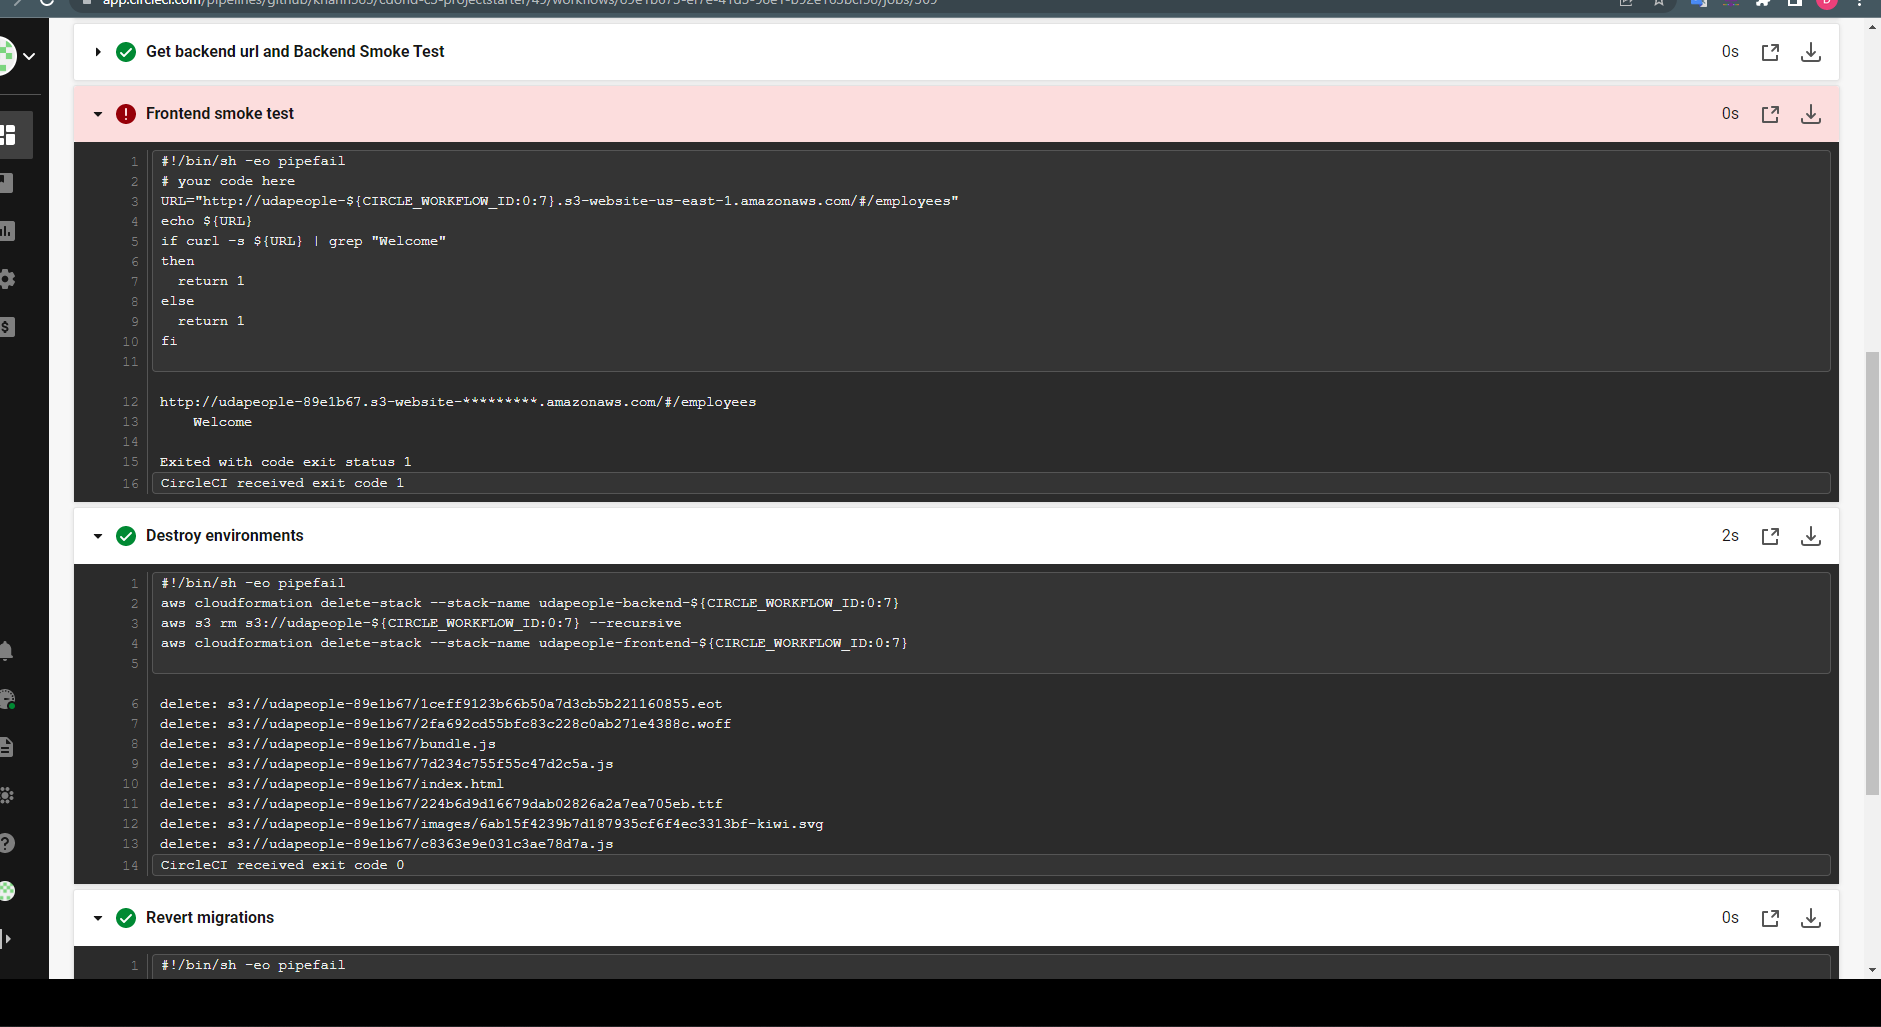 Get backend url and Backend Smoke Test
0s
Frontend smoke test
0s
1 #!/bin/sh -eo pipefail
2 # your code here
3 URL="http://udapeople-${CIRCLE_WORKFLOW_ID:0:7}.s3-website-us-east-1.amazonaws.com/#/employees"
4 echo ${URL}
5 if curl -s ${URL} | grep "Welcome"
6 then
7   return 1
8 else
9   return 1
10 fi
11
12 http://udapeople-89e1b67.s3-website-*********.amazonaws.com/#/employees
13     Welcome
14
15 Exited with code exit status 1
16 CircleCI received exit code 1
Destroy environments
2s
1 #!/bin/sh -eo pipefail
2 aws cloudformation delete-stack --stack-name udapeople-backend-${CIRCLE_WORKFLOW_ID:0:7}
3 aws s3 rm s3://udapeople-${CIRCLE_WORKFLOW_ID:0:7} --recursive
4 aws cloudformation delete-stack --stack-name udapeople-frontend-${CIRCLE_WORKFLOW_ID:0:7}
5
6 delete: s3://udapeople-89e1b67/1ceff9123b66b50a7d3cb5b221160855.eot
7 delete: s3://udapeople-89e1b67/2fa692cd55bfc83c228c0ab271e4388c.woff
8 delete: s3://udapeople-89e1b67/bundle.js
9 delete: s3://udapeople-89e1b67/7d234c755f55c47d2c5a.js
10 delete: s3://udapeople-89e1b67/index.html
11 delete: s3://udapeople-89e1b67/224b6d9d16679dab02826a2a7ea705eb.ttf
12 delete: s3://udapeople-89e1b67/images/6ab15f4239b7d187935cf6f4ec3313bf-kiwi.svg
13 delete: s3://udapeople-89e1b67/c8363e9e031c3ae78d7a.js
14 CircleCI received exit code 0
Revert migrations
0s
1 #!/bin/sh -eo pipefail